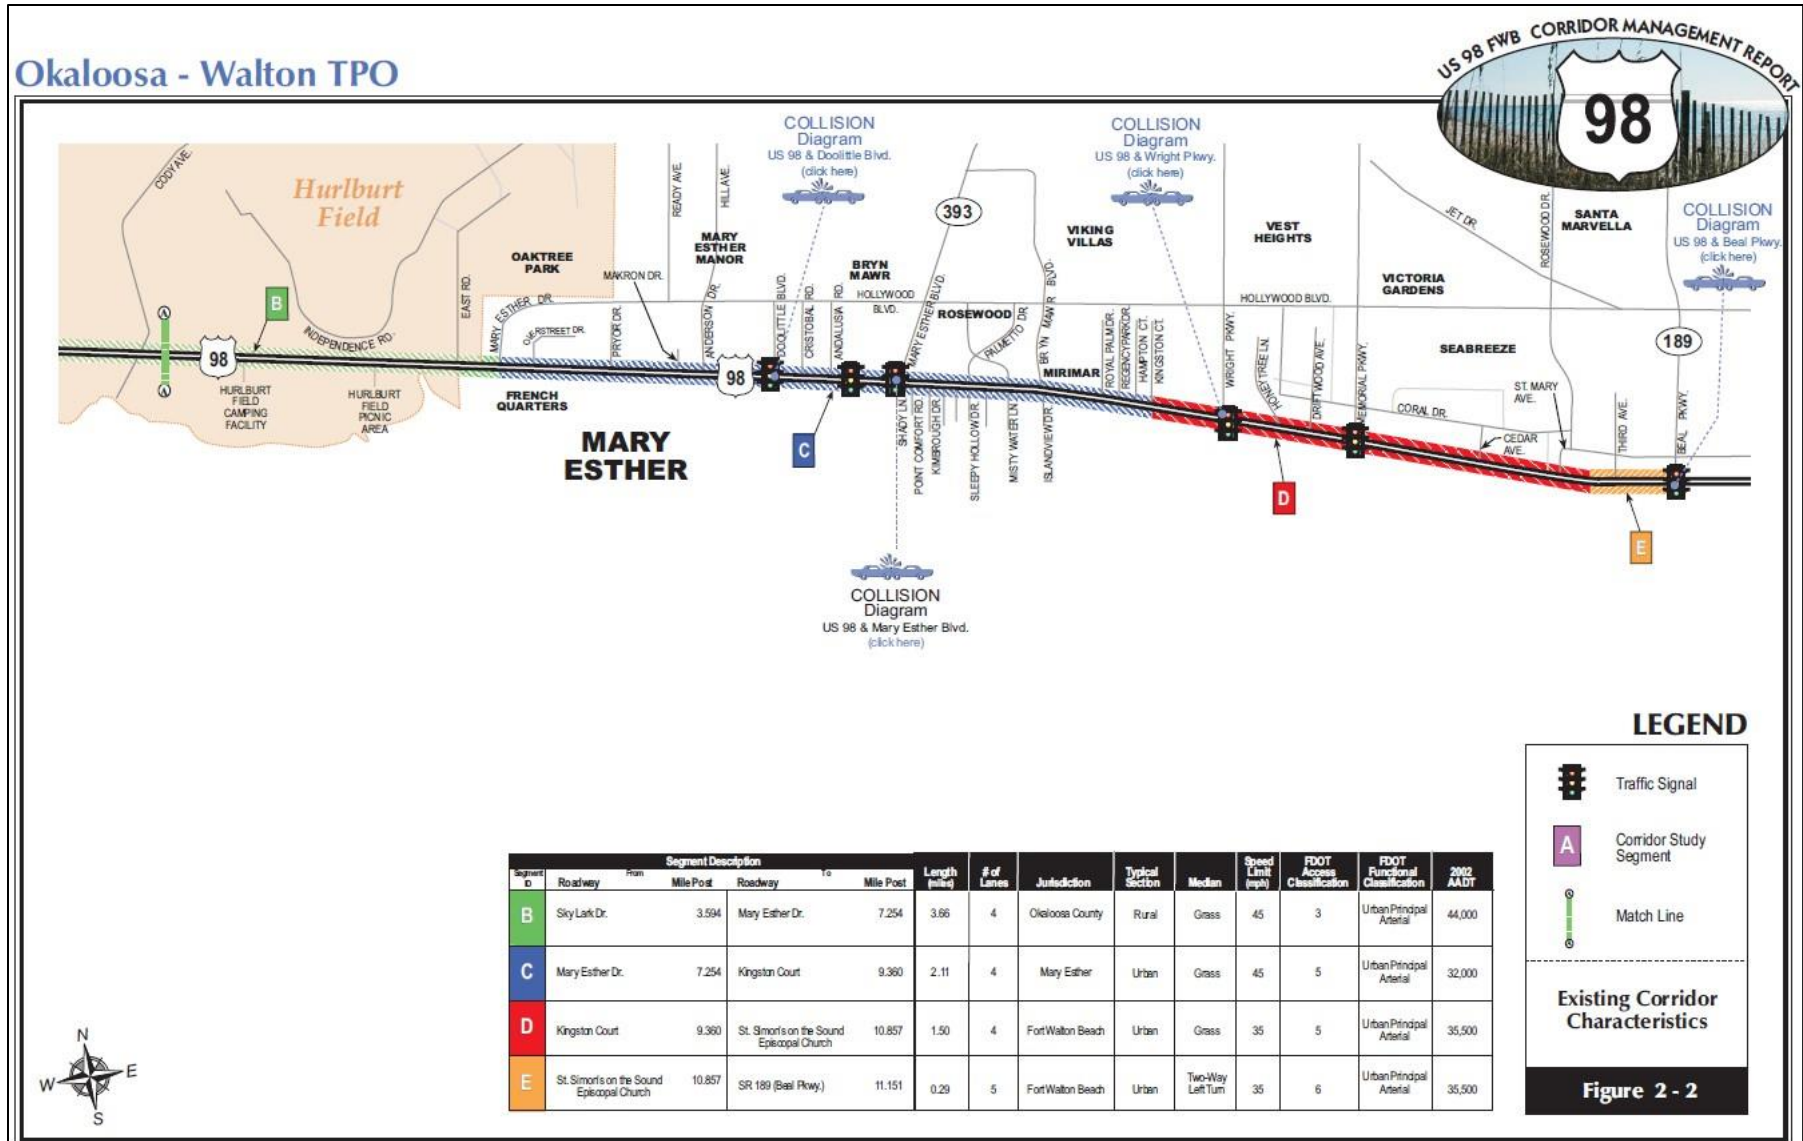 Okaloosa - Walton TPO
US 98 FWB CORRIDOR MANAGEMENT REPORT
98
COLLISION
Diagram
US 98 & Doolittle Blvd.
(click here)
COLLISION
Diagram
US 98 & Wright Pkwy.
(click here)
COLLISION
Diagram
US 98 & Beal Pkwy.
(click here)
CODY AVE.
Hurlburt
Field
READY AVE.
HILL AVE.
393
VIKING
VILLAS
VEST
HEIGHTS
JET DR.
ROSEWOOD DR.
SANTA
MARVELLA
OAKTREE
PARK
MARY
ESTHER
MANOR
BRYN
MAWR
MAKRON DR.
HOLLYWOOD
BLVD.
VICTORIA
GARDENS
HOLLYWOOD BLVD.
A
B
EAST RD.
MARY ESTHER DR.
OVERSTREET DR.
PRYOR DR.
ANDERSON DR.
DOOLITTLE BLVD.
CRISTOBAL RD.
ANDALUSIA RD.
MARY ESTHER BLVD.
ROSEWOOD
PALMETTO DR.
BRYN MAWR BLVD.
ROYAL PALM DR.
REGENCY PARK DR.
HAMPTON CT.
KINGSTON CT.
WRIGHT PKWY.
HONEY TREE LN.
DRIFTWOOD AVE.
MEMORIAL PKWY.
SEABREEZE
189
INDEPENDENCE RD.
98
98
MIRIMAR
A
HURLBURT
FIELD
CAMPING
FACILITY
HURLBURT
FIELD
PICNIC
AREA
FRENCH
QUARTERS
MARY
ESTHER
C
SHADY LN.
POINT COMFORT RD.
KIMBROUGH DR.
SLEEPY HOLLOW DR.
MISTY WATER LN.
ISLANDVIEW DR.
CORAL DR.
ST. MARY
AVE.
CEDAR
AVE.
THIRD AVE.
BEAL PKWY.
D
E
COLLISION
Diagram
US 98 & Mary Esther Blvd.
(click here)
LEGEND
Traffic Signal
A
Corridor Study
Segment
A
Match Line
A
Existing Corridor
Characteristics
Figure 2 - 2
Segment Description
Segment ID From Roadway Mile Post To Roadway Mile Post Length (miles) # of Lanes Jurisdiction Typical Section Median Speed Limit (mph) FDOT Access Classification FDOT Functional Classification 2002 AADT
B Sky Lark Dr. 3.594 Mary Esther Dr. 7.254 3.66 4 Okaloosa County Rural Grass 45 3 Urban Principal Arterial 44,000
C Mary Esther Dr. 7.254 Kingston Court 9.360 2.11 4 Mary Esther Urban Grass 45 5 Urban Principal Arterial 32,000
D Kingston Court 9.360 St. Simon's on the Sound Episcopal Church 10.857 1.50 4 Fort Walton Beach Urban Grass 35 5 Urban Principal Arterial 35,500
E St. Simon's on the Sound Episcopal Church 10.857 SR 189 (Beal Pkwy.) 11.151 0.29 5 Fort Walton Beach Urban Two-Way Left Turn 35 6 Urban Principal Arterial 35,500
N
W
E
S